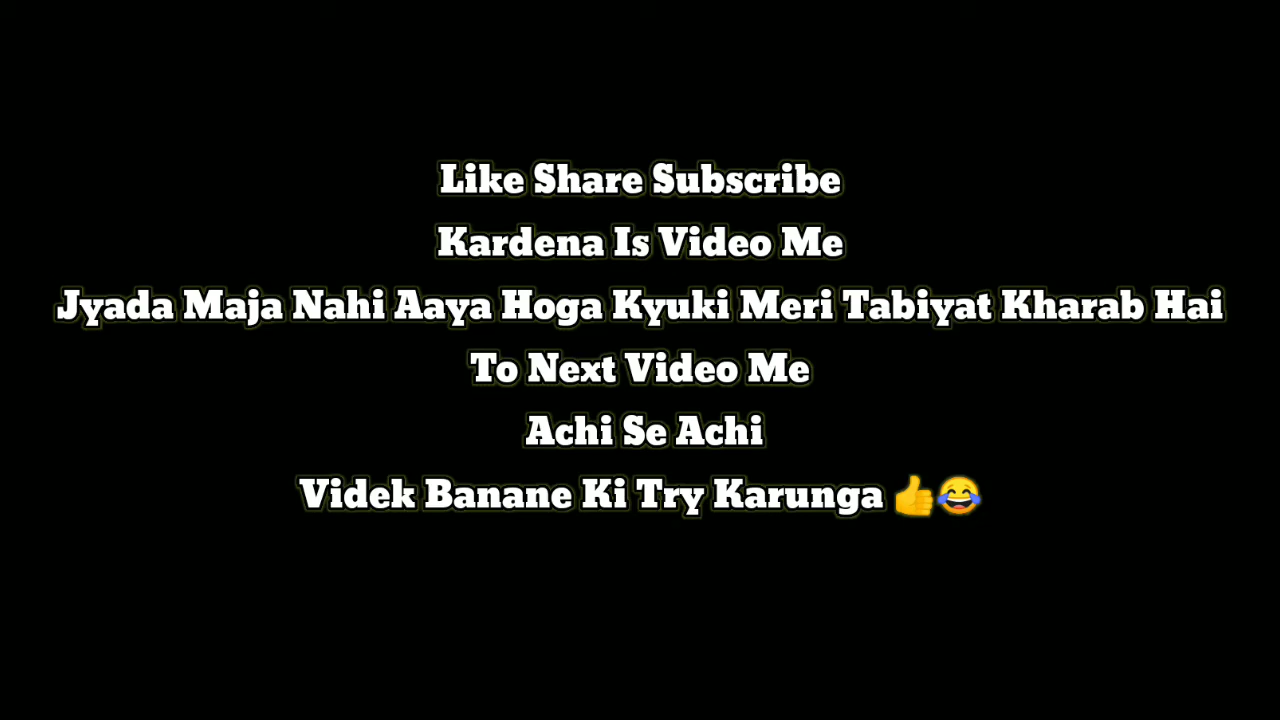 Like Share Subscribe
Kardena Is Video Me
Jyada Maja Nahi Aaya Hoga Kyuki Meri Tabiyat Kharab Hai
To Next Video Me
Achi Se Achi
Videk Banane Ki Try Karunga 👍😂